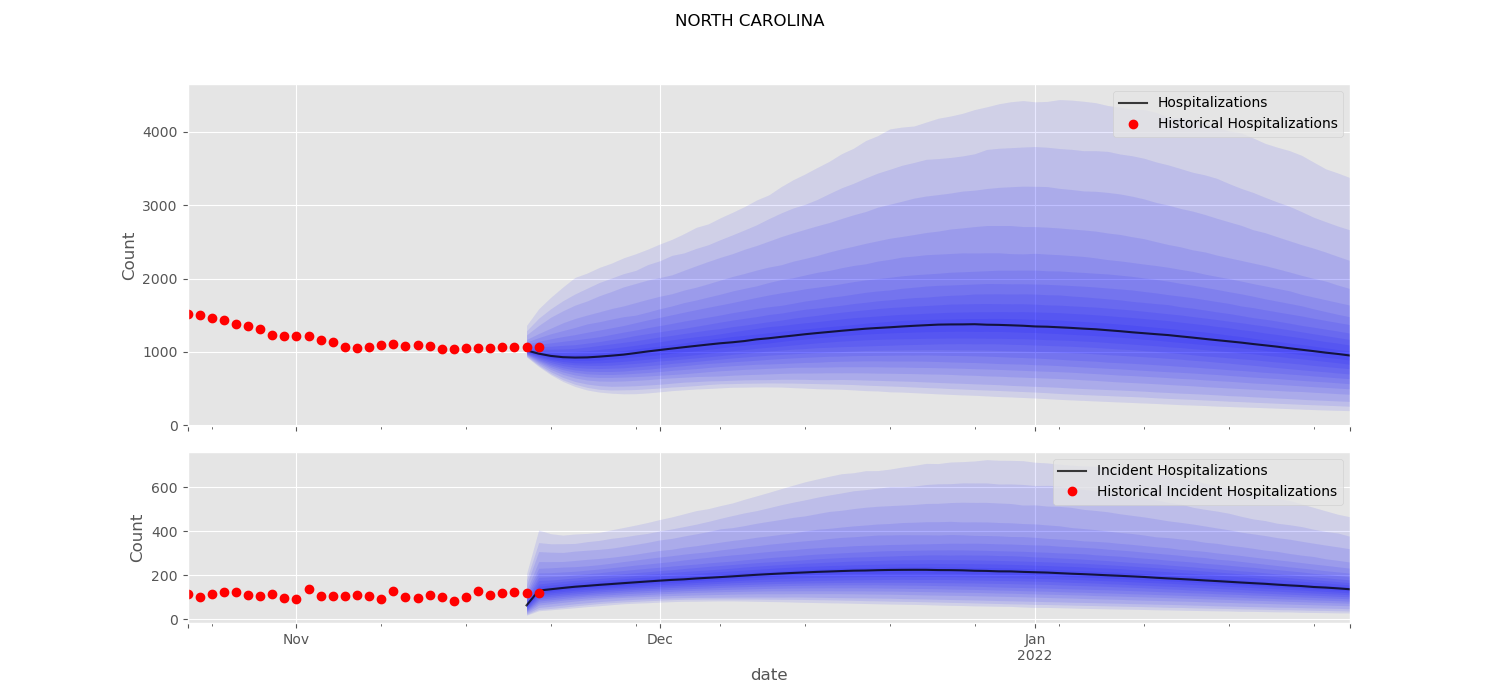 NORTH CAROLINA
Hospitalizations
Historical Hospitalizations
4000
3000
2000
1000
0
Count
Incident Hospitalizations
Historical Incident Hospitalizations
600
400
200
0
Count
Nov
Dec
Jan
2022
date